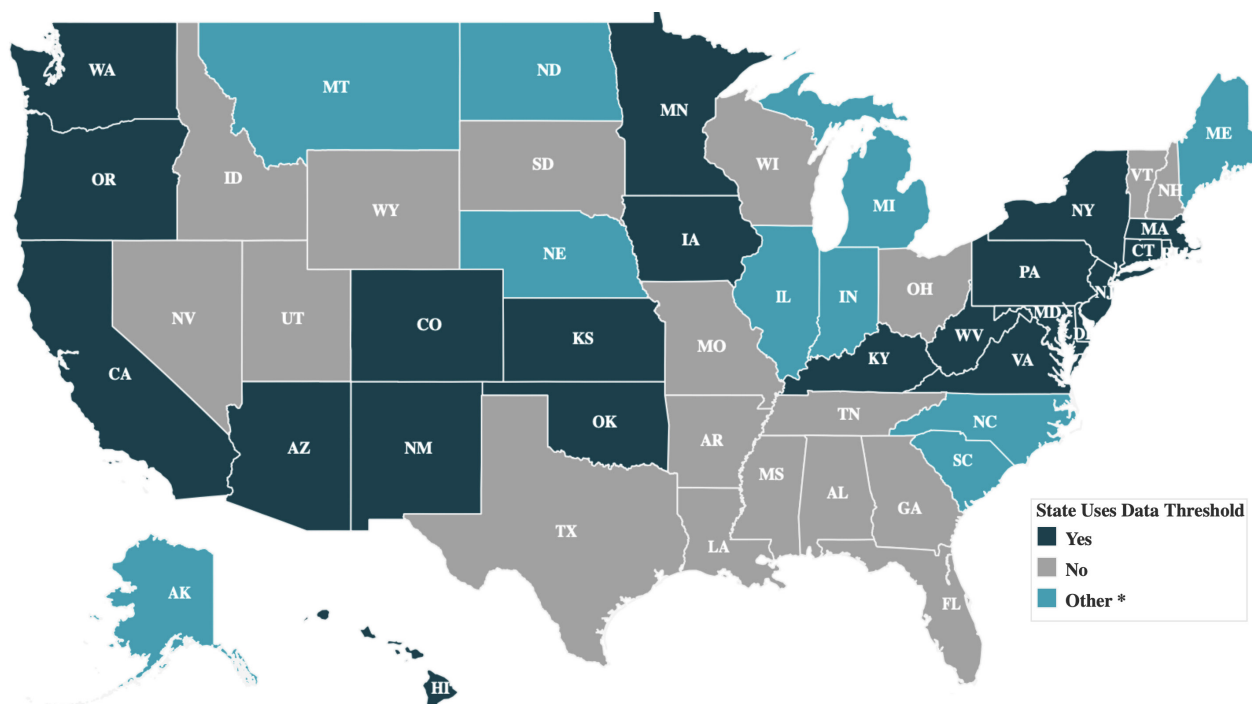 WA
MT
ND
MN
ME
OR
ID
SD
WI
VT
NH
WY
MI
NY
MA
IA
CT
NE
PA
NV
UT
CO
IL
IN
OH
NJ
MD
KS
MO
WV
D
CA
KY
VA
AZ
NM
OK
AR
TN
NC
MS
AL
SC
GA
TX
LA
FL
AK
HI
State Uses Data Threshold
Yes
No
Other *